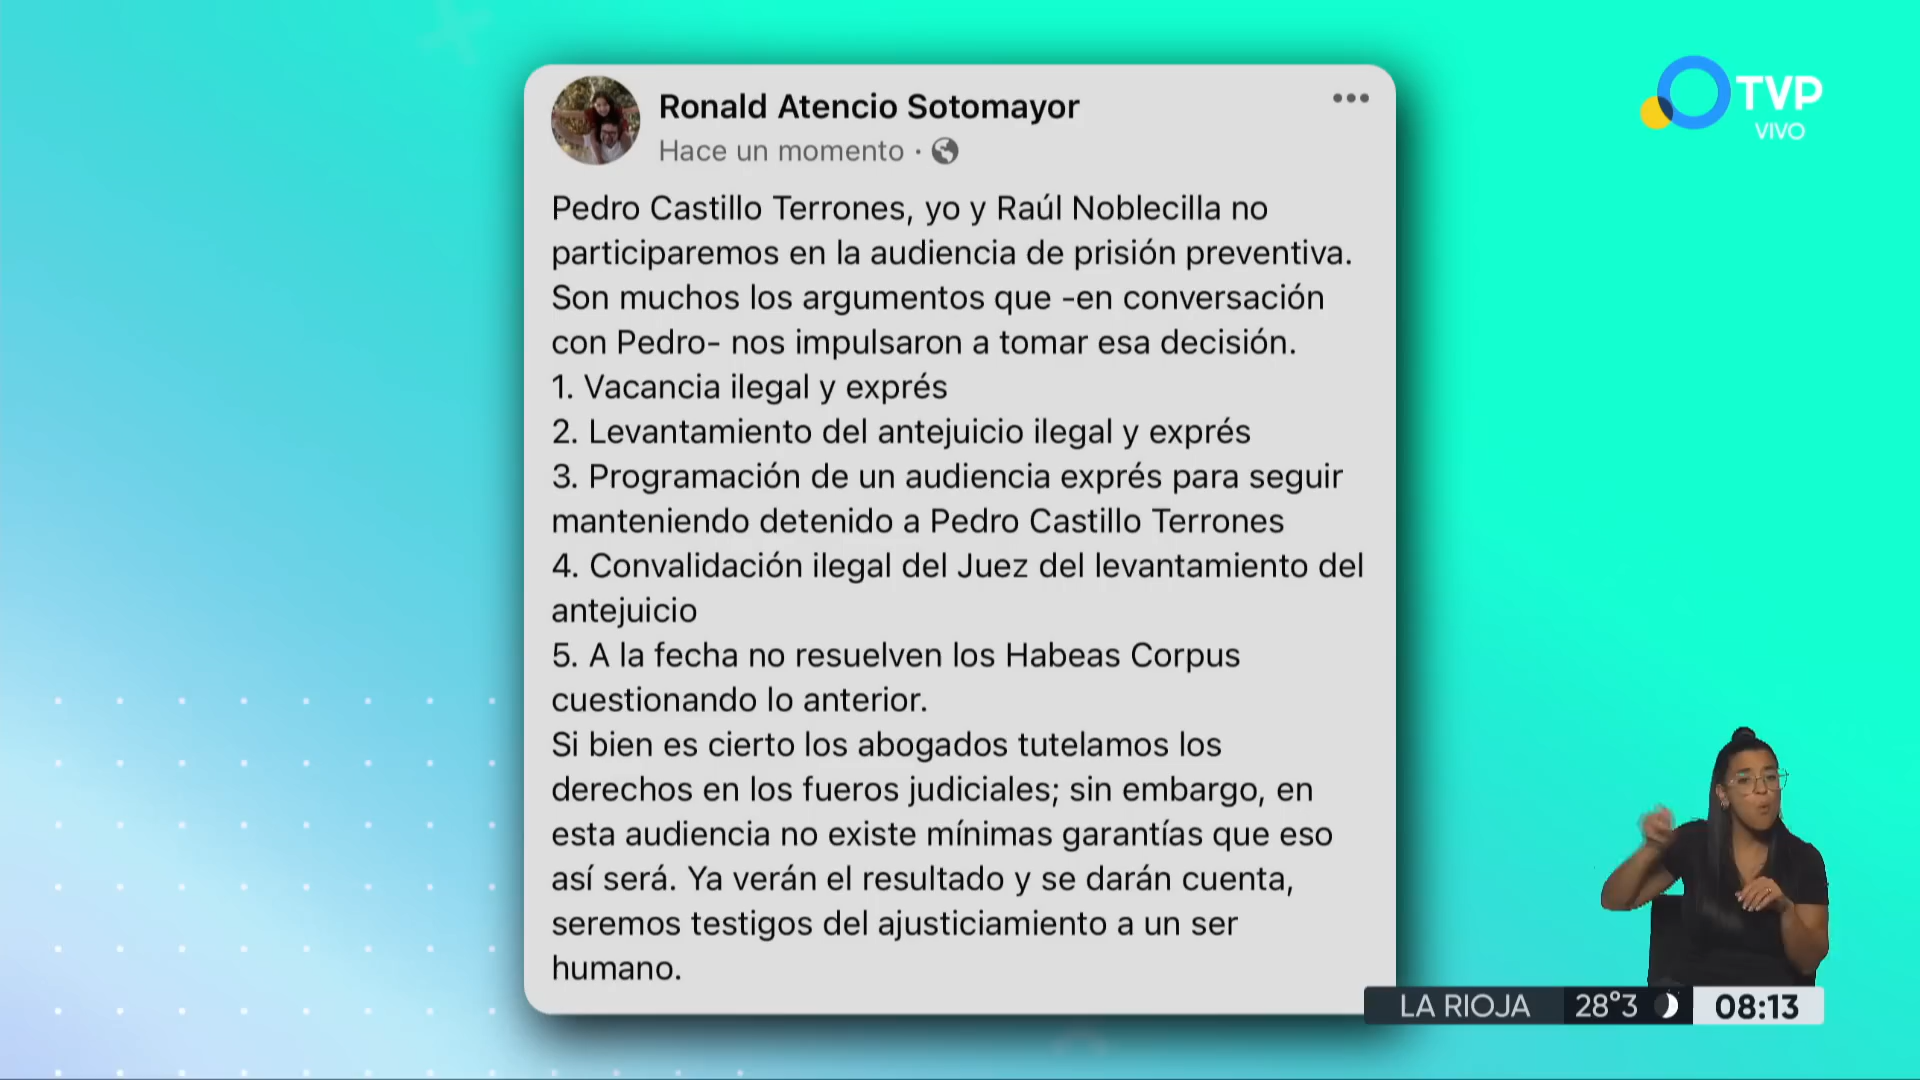 Ronald Atencio Sotomayor
Hace un momento ·
Pedro Castillo Terrones, yo y Raúl Noblecilla no
participaremos en la audiencia de prisión preventiva.
Son muchos los argumentos que -en conversación
con Pedro- nos impulsaron a tomar esa decisión.
1. Vacancia ilegal y exprés
2. Levantamiento del antejuicio ilegal y exprés
3. Programación de un audiencia exprés para seguir
manteniendo detenido a Pedro Castillo Terrones
4. Convalidación ilegal del Juez del levantamiento del
antejuicio
5. A la fecha no resuelven los Habeas Corpus
cuestionando lo anterior.
Si bien es cierto los abogados tutelamos los
derechos en los fueros judiciales; sin embargo, en
esta audiencia no existe mínimas garantías que eso
así será. Ya verán el resultado y se darán cuenta,
seremos testigos del ajusticiamiento a un ser
humano.
TVP
VIVO
LA RIOJA 28°3 08:13